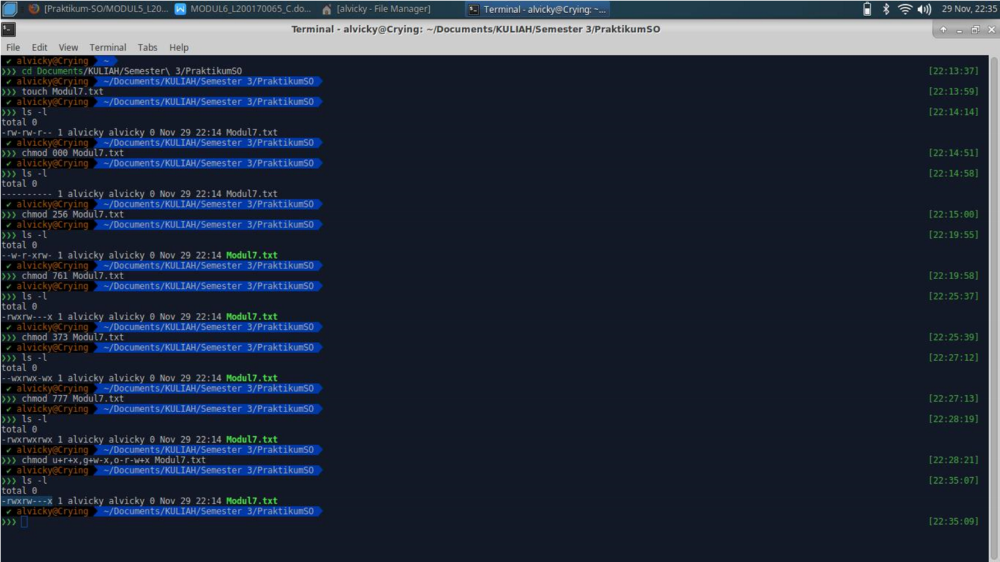 [Praktikum-SO/MODUL5_L20... MODUL6_L200170065_C.do... [alvicky - File Manager] Terminal - alvicky@Crying: ~... 29 Nov, 22:35
Terminal - alvicky@Crying: ~/Documents/KULIAH/Semester 3/PraktikumSO
File Edit View Terminal Tabs Help
✔ alvicky@Crying ~
❯❯❯ cd Documents/KULIAH/Semester\ 3/PraktikumSO [22:13:37]
✔ alvicky@Crying ~/Documents/KULIAH/Semester 3/PraktikumSO
❯❯❯ touch Modul7.txt [22:13:59]
✔ alvicky@Crying ~/Documents/KULIAH/Semester 3/PraktikumSO
❯❯❯ ls -l [22:14:14]
total 0
-rw-rw-r-- 1 alvicky alvicky 0 Nov 29 22:14 Modul7.txt
✔ alvicky@Crying ~/Documents/KULIAH/Semester 3/PraktikumSO
❯❯❯ chmod 000 Modul7.txt [22:14:51]
✔ alvicky@Crying ~/Documents/KULIAH/Semester 3/PraktikumSO
❯❯❯ ls -l [22:14:58]
total 0
---------- 1 alvicky alvicky 0 Nov 29 22:14 Modul7.txt
✔ alvicky@Crying ~/Documents/KULIAH/Semester 3/PraktikumSO
❯❯❯ chmod 256 Modul7.txt [22:15:00]
✔ alvicky@Crying ~/Documents/KULIAH/Semester 3/PraktikumSO
❯❯❯ ls -l [22:19:55]
total 0
--w-r-xrw- 1 alvicky alvicky 0 Nov 29 22:14 Modul7.txt
✔ alvicky@Crying ~/Documents/KULIAH/Semester 3/PraktikumSO
❯❯❯ chmod 761 Modul7.txt [22:19:58]
✔ alvicky@Crying ~/Documents/KULIAH/Semester 3/PraktikumSO
❯❯❯ ls -l [22:25:37]
total 0
-rwxrw---x 1 alvicky alvicky 0 Nov 29 22:14 Modul7.txt
✔ alvicky@Crying ~/Documents/KULIAH/Semester 3/PraktikumSO
❯❯❯ chmod 373 Modul7.txt [22:25:39]
✔ alvicky@Crying ~/Documents/KULIAH/Semester 3/PraktikumSO
❯❯❯ ls -l [22:27:12]
total 0
--wxrwx-wx 1 alvicky alvicky 0 Nov 29 22:14 Modul7.txt
✔ alvicky@Crying ~/Documents/KULIAH/Semester 3/PraktikumSO
❯❯❯ chmod 777 Modul7.txt [22:27:13]
✔ alvicky@Crying ~/Documents/KULIAH/Semester 3/PraktikumSO
❯❯❯ ls -l [22:28:19]
total 0
-rwxrwxrwx 1 alvicky alvicky 0 Nov 29 22:14 Modul7.txt
✔ alvicky@Crying ~/Documents/KULIAH/Semester 3/PraktikumSO
❯❯❯ chmod u+r+x,g+w-x,o-r-w+x Modul7.txt [22:28:21]
✔ alvicky@Crying ~/Documents/KULIAH/Semester 3/PraktikumSO
❯❯❯ ls -l [22:35:07]
total 0
-rwxrw---x 1 alvicky alvicky 0 Nov 29 22:14 Modul7.txt
✔ alvicky@Crying ~/Documents/KULIAH/Semester 3/PraktikumSO
❯❯❯ [22:35:09]